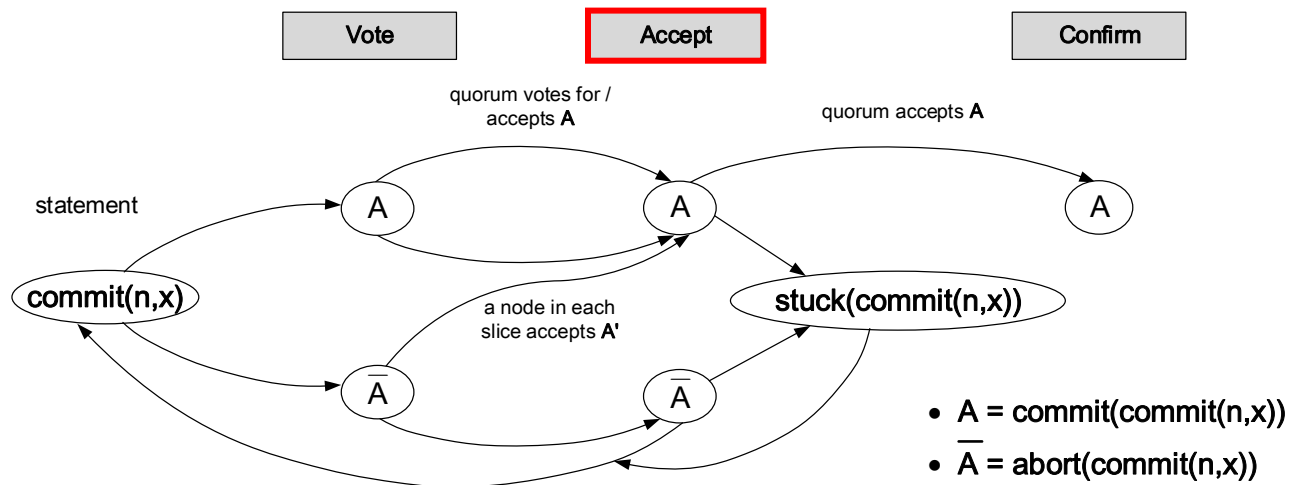 Vote
Accept
Confirm
quorum votes for /
accepts A
quorum accepts A
statement
A
A
A
commit(n,x)
stuck(commit(n,x))
a node in each
slice accepts A'
A̅
A̅
• A = commit(commit(n,x))
• A̅ = abort(commit(n,x))